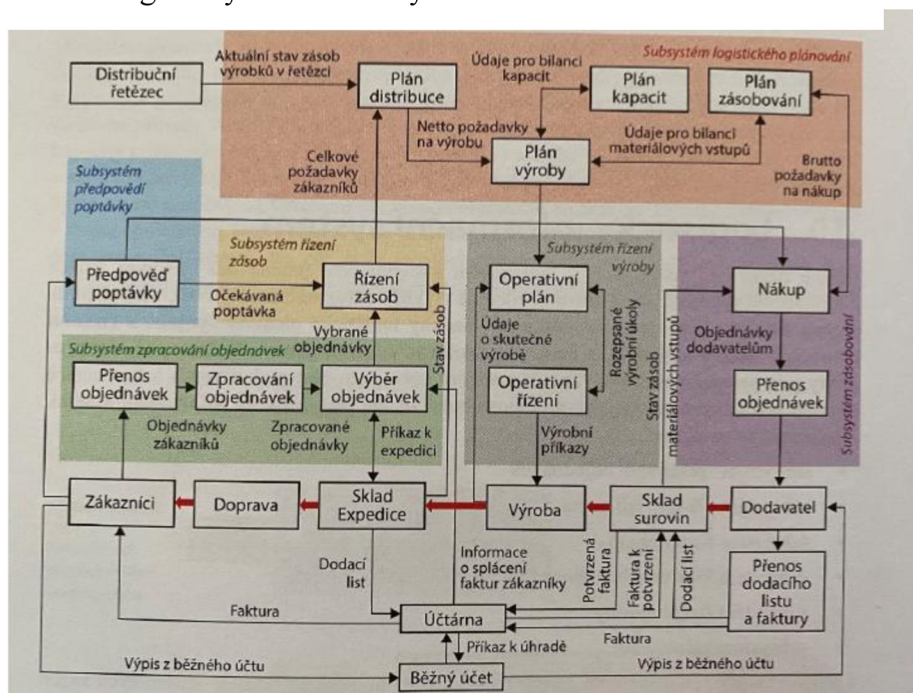 Subsystém logistického plánování
Distribuční
řetězec
Aktuální stav zásob
výrobků v řetězci
Plán
distribuce
Údaje pro bilanci
kapacit
Plán
kapacit
Plán
zásobování
Netto požadavky
na výrobu
Plán
výroby
Údaje pro bilanci
materiálových vstupů
Brutto
požadavky
na nákup
Celkové
požadavky
zákazníků
Subsystém
předpovědí
poptávky
Předpověď
poptávky
Očekávaná
poptávka
Subsystém řízení
zásob
Řízení
zásob
Vybrané
objednávky
Stav zásob
Subsystém řízení
výroby
Operativní
plán
Údaje
o skutečné
výrobě
Rozepsané
výrobní úkoly
Operativní
řízení
Výrobní
příkazy
Stav zásob
materiálových vstupů
Nákup
Objednávky
dodavatelům
Přenos
objednávek
Subsystém zásobování
Subsystém zpracování objednávek
Přenos
objednávek
Zpracování
objednávek
Výběr
objednávek
Objednávky
zákazníků
Zpracované
objednávky
Příkaz k
expedici
Zákazníci
Doprava
Sklad
Expedice
Výroba
Sklad
surovin
Dodavatel
Dodací
list
Informace
o splácení
faktur zákazníky
Potvrzená
faktura
Faktura k
potvrzení
Dodací list
Přenos
dodacího
listu
a faktury
Faktura
Účtárna
Faktura
Příkaz k úhradě
Výpis z běžného účtu
Běžný účet
Výpis z běžného účtu